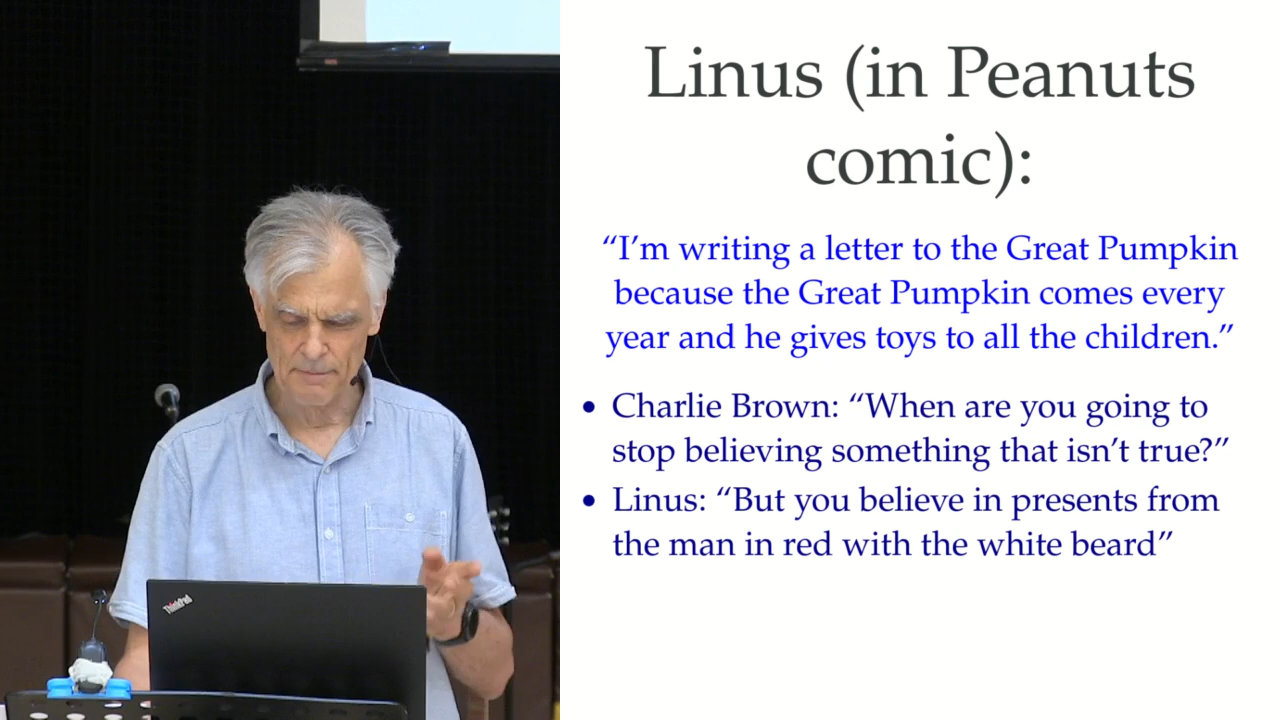 Linus (in Peanuts
comic):
“I’m writing a letter to the Great Pumpkin
because the Great Pumpkin comes every
year and he gives toys to all the children.”
• Charlie Brown: “When are you going to
stop believing something that isn’t true?”
• Linus: “But you believe in presents from
the man in red with the white beard”
ThinkPad